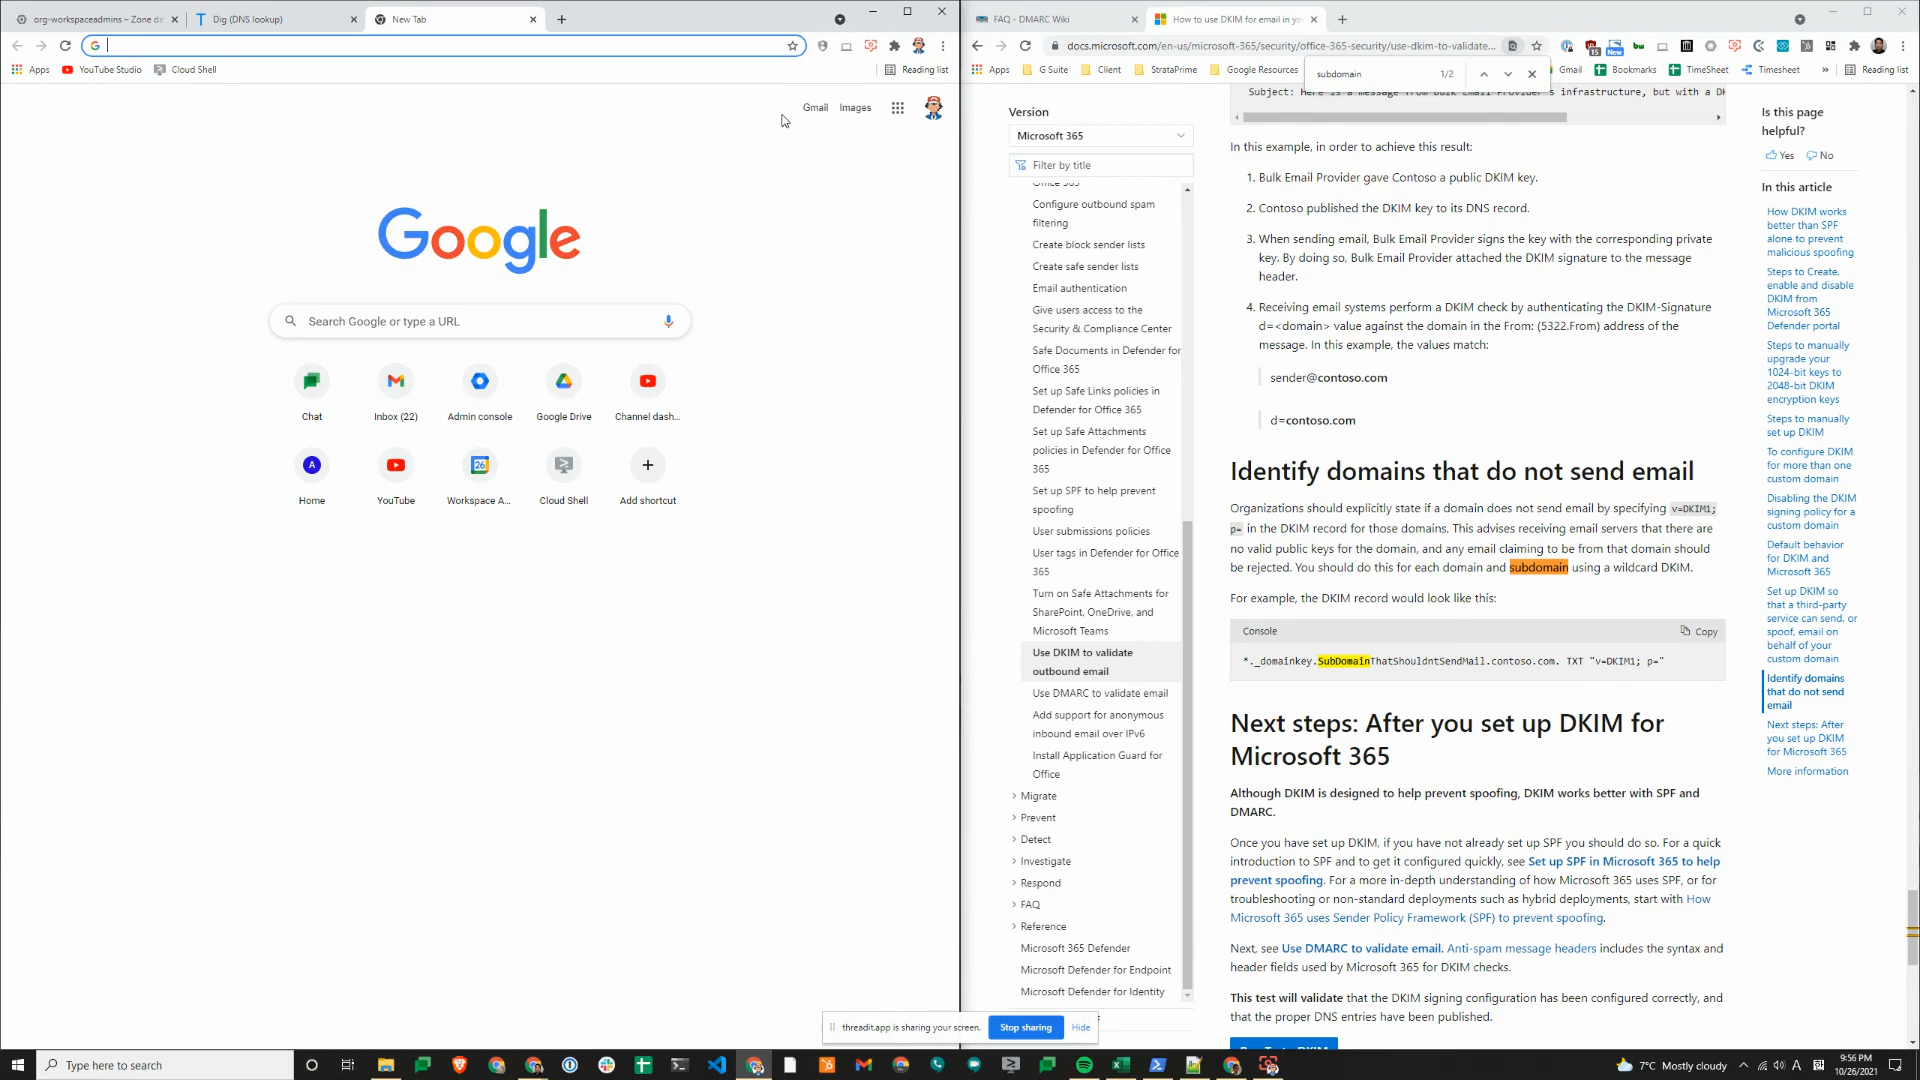 org-workspaceadmins – Zone de
Dig (DNS lookup)
New Tab
Apps
YouTube Studio
Cloud Shell
Reading list
Gmail
Images
Google
Search Google or type a URL
Chat
Inbox (22)
Admin console
Google Drive
Channel dash...
Home
YouTube
Workspace A...
Cloud Shell
Add shortcut
FAQ - DMARC Wiki
How to use DKIM for email in yo
docs.microsoft.com/en-us/microsoft-365/security/office-365-security/use-dkim-to-validate...
Apps
G Suite
Client
StrataPrime
Google Resources
subdomain
1/2
Gmail
Bookmarks
TimeSheet
Timesheet
Reading list
Version
Microsoft 365
Filter by title
Office 365
Configure outbound spam
filtering
Create block sender lists
Create safe sender lists
Email authentication
Give users access to the
Security & Compliance Center
Safe Documents in Defender for
Office 365
Set up Safe Links policies in
Defender for Office 365
Set up Safe Attachments
policies in Defender for Office
365
Set up SPF to help prevent
spoofing
User submissions policies
User tags in Defender for Office
365
Turn on Safe Attachments for
SharePoint, OneDrive, and
Microsoft Teams
Use DKIM to validate
outbound email
Use DMARC to validate email
Add support for anonymous
inbound email over IPv6
Install Application Guard for
Office
Migrate
Prevent
Detect
Investigate
Respond
FAQ
Reference
Microsoft 365 Defender
Microsoft Defender for Endpoint
Microsoft Defender for Identity
Subject: Here is a message from Bulk Email Provider's infrastructure, but with a DK
In this example, in order to achieve this result:
1. Bulk Email Provider gave Contoso a public DKIM key.
2. Contoso published the DKIM key to its DNS record.
3. When sending email, Bulk Email Provider signs the key with the corresponding private
key. By doing so, Bulk Email Provider attached the DKIM signature to the message
header.
4. Receiving email systems perform a DKIM check by authenticating the DKIM-Signature
d=<domain> value against the domain in the From: (5322.From) address of the
message. In this example, the values match:
sender@contoso.com
d=contoso.com
Identify domains that do not send email
Organizations should explicitly state if a domain does not send email by specifying v=DKIM1;
p= in the DKIM record for those domains. This advises receiving email servers that there are
no valid public keys for the domain, and any email claiming to be from that domain should
be rejected. You should do this for each domain and subdomain using a wildcard DKIM.
For example, the DKIM record would look like this:
Console
Copy
*._domainkey.SubDomainThatShouldntSendMail.contoso.com. TXT "v=DKIM1; p="
Next steps: After you set up DKIM for
Microsoft 365
Although DKIM is designed to help prevent spoofing, DKIM works better with SPF and
DMARC.
Once you have set up DKIM, if you have not already set up SPF you should do so. For a quick
introduction to SPF and to get it configured quickly, see Set up SPF in Microsoft 365 to help
prevent spoofing. For a more in-depth understanding of how Microsoft 365 uses SPF, or for
troubleshooting or non-standard deployments such as hybrid deployments, start with How
Microsoft 365 uses Sender Policy Framework (SPF) to prevent spoofing.
Next, see Use DMARC to validate email. Anti-spam message headers includes the syntax and
header fields used by Microsoft 365 for DKIM checks.
This test will validate that the DKIM signing configuration has been configured correctly, and
that the proper DNS entries have been published.
Is this page
helpful?
Yes
No
In this article
How DKIM works
better than SPF
alone to prevent
malicious spoofing
Steps to Create,
enable and disable
DKIM from
Microsoft 365
Defender portal
Steps to manually
upgrade your
1024-bit keys to
2048-bit DKIM
encryption keys
Steps to manually
set up DKIM
To configure DKIM
for more than one
custom domain
Disabling the DKIM
signing policy for a
custom domain
Default behavior
for DKIM and
Microsoft 365
Set up DKIM so
that a third-party
service can send, or
spoof, email on
behalf of your
custom domain
Identify domains
that do not send
email
Next steps: After
you set up DKIM
for Microsoft 365
More information
threadit.app is sharing your screen.
Stop sharing
Hide
Type here to search
7°C Mostly cloudy
9:56 PM
10/26/2021